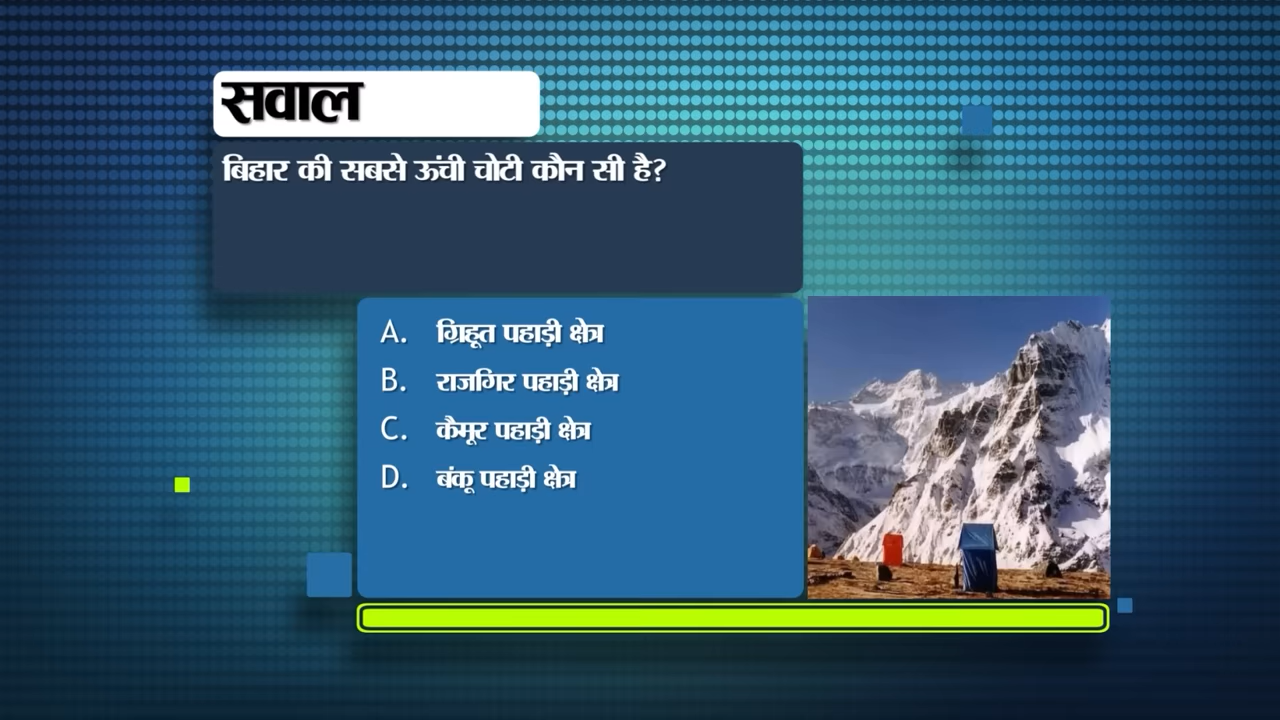 सवाल
बिहार की सबसे ऊंची चोटी कौन सी है?
A. ग्रिहूत पहाड़ी क्षेत्र
B. राजगिर पहाड़ी क्षेत्र
C. कैमूर पहाड़ी क्षेत्र
D. बंकू पहाड़ी क्षेत्र